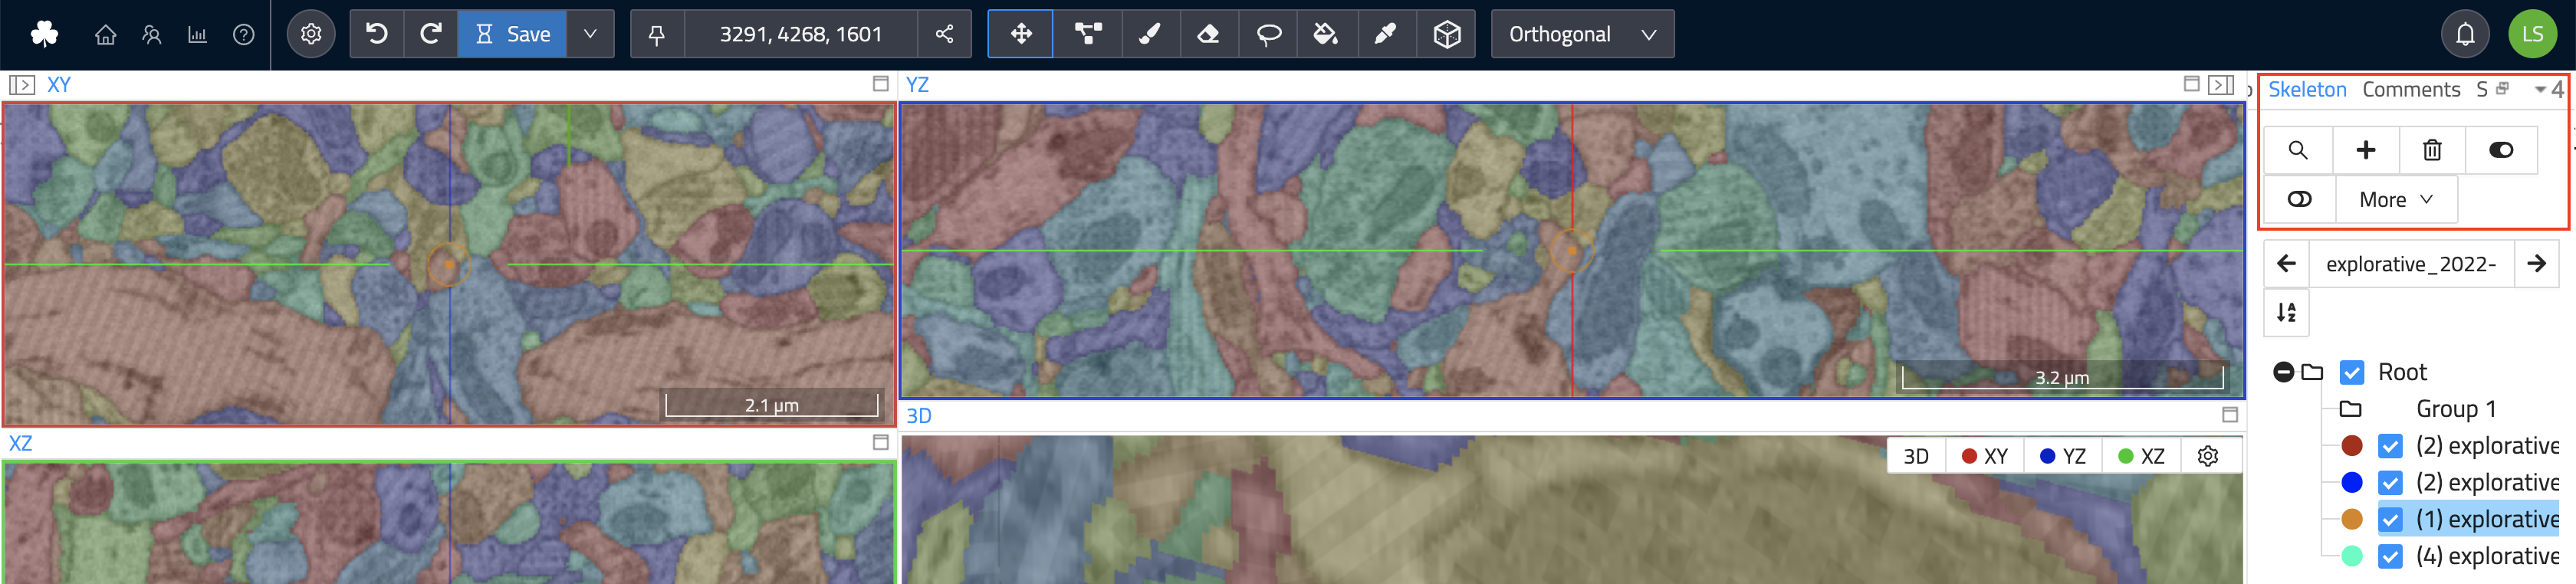 Save 3291, 4268, 1601 Orthogonal LS
XY
YZ
Skeleton Comments S 4
More
explorative_2022-
2.1 µm
3.2 µm
XZ
3D
3D XY YZ XZ
Root
Group 1
(2) explorative
(2) explorative
(1) explorative
(4) explorative